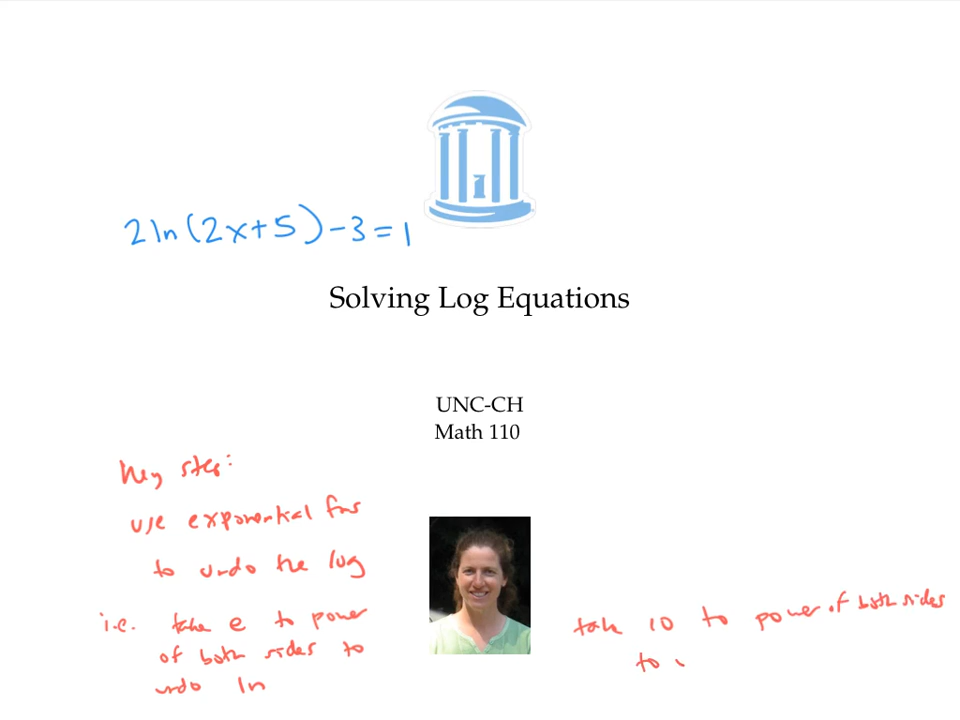 2ln(2x+5)-3=1
Solving Log Equations
UNC-CH
Math 110
key step:
use exponential fns
to undo the log
i.e. take e to power
of both sides to
undo ln
take 10 to power of both sides
to